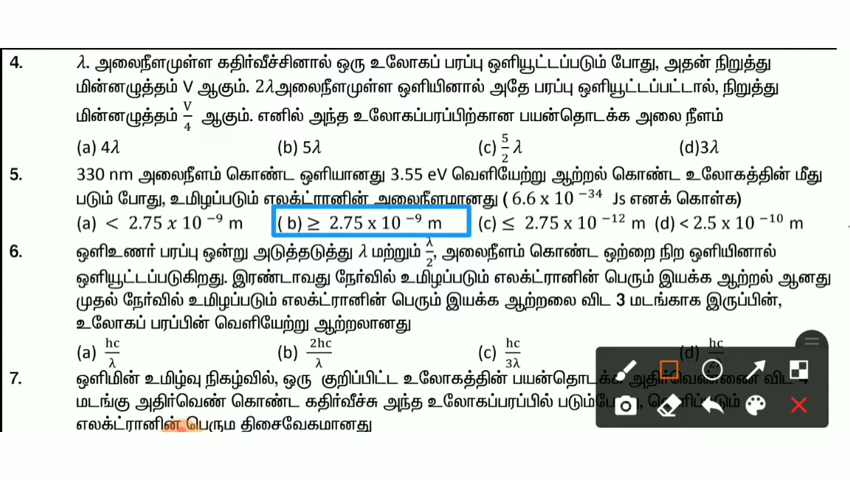 4. λ. அலைநீளமுள்ள கதிர்வீச்சினால் ஒரு உலோகப் பரப்பு ஒளியூட்டப்படும் போது, அதன் நிறுத்து
மின்னழுத்தம் V ஆகும். 2λஅலைநீளமுள்ள ஒளியினால் அதே பரப்பு ஒளியூட்டப்பட்டால், நிறுத்து
மின்னழுத்தம் V/4 ஆகும். எனில் அந்த உலோகப்பரப்பிற்கான பயன்தொடக்க அலை நீளம்
(a) 4λ (b) 5λ (c) 5/2 λ (d)3λ
5. 330 nm அலைநீளம் கொண்ட ஒளியானது 3.55 eV வெளியேற்று ஆற்றல் கொண்ட உலோகத்தின் மீது
படும் போது, உமிழப்படும் எலக்ட்ரானின் அலைநீளமானது ( 6.6 x 10 ⁻³⁴ Js எனக் கொள்க)
(a) < 2.75 x 10 ⁻⁹ m ( b) ≥ 2.75 x 10 ⁻⁹ m (c) ≤ 2.75 x 10 ⁻¹² m (d) < 2.5 x 10 ⁻¹⁰ m
6. ஒளிஉணர் பரப்பு ஒன்று அடுத்தடுத்து λ மற்றும் λ/2, அலைநீளம் கொண்ட ஒற்றை நிற ஒளியினால்
ஒளியூட்டப்படுகிறது. இரண்டாவது நேர்வில் உமிழப்படும் எலக்ட்ரானின் பெரும் இயக்க ஆற்றல் ஆனது
முதல் நேர்வில் உமிழப்படும் எலக்ட்ரானின் பெரும் இயக்க ஆற்றலை விட 3 மடங்காக இருப்பின்,
உலோகப் பரப்பின் வெளியேற்று ஆற்றலானது
(a) hc/λ (b) 2hc/λ (c) hc/3λ (d) hc
7. ஒளிமின் உமிழ்வு நிகழ்வில், ஒரு குறிப்பிட்ட உலோகத்தின் பயன்தொடக்க அதிர்வெண்ணை விட 4
மடங்கு அதிர்வெண் கொண்ட கதிர்வீச்சு அந்த உலோகப்பரப்பில்
எலக்ட்ரானின் பெரும திசைவேகமானது